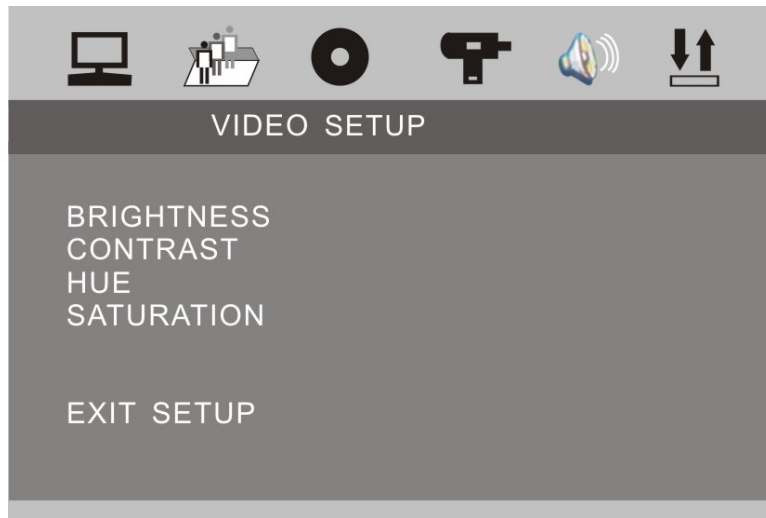 VIDEO SETUP
BRIGHTNESS
CONTRAST
HUE
SATURATION
EXIT SETUP